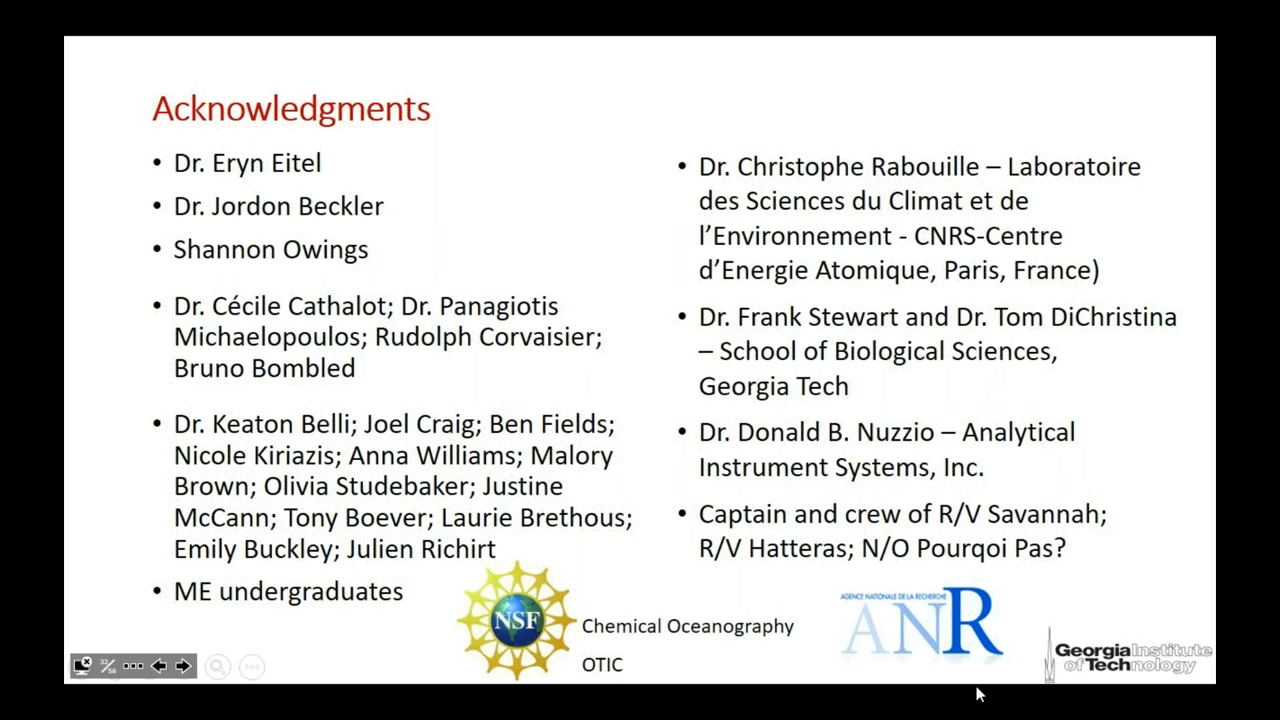 Acknowledgments
• Dr. Eryn Eitel
• Dr. Jordon Beckler
• Shannon Owings
• Dr. Cécile Cathalot; Dr. Panagiotis
Michaelopoulos; Rudolph Corvaisier;
Bruno Bombled
• Dr. Keaton Belli; Joel Craig; Ben Fields;
Nicole Kiriazis; Anna Williams; Malory
Brown; Olivia Studebaker; Justine
McCann; Tony Boever; Laurie Brethous;
Emily Buckley; Julien Richirt
• ME undergraduates
• Dr. Christophe Rabouille – Laboratoire
des Sciences du Climat et de
l’Environnement - CNRS-Centre
d’Energie Atomique, Paris, France)
• Dr. Frank Stewart and Dr. Tom DiChristina
– School of Biological Sciences,
Georgia Tech
• Dr. Donald B. Nuzzio – Analytical
Instrument Systems, Inc.
• Captain and crew of R/V Savannah;
R/V Hatteras; N/O Pourqoi Pas?
NSF
Chemical Oceanography
OTIC
AGENCE NATIONALE DE LA RECHERCHE
ANR
Georgia Institute
of Technology
32/56